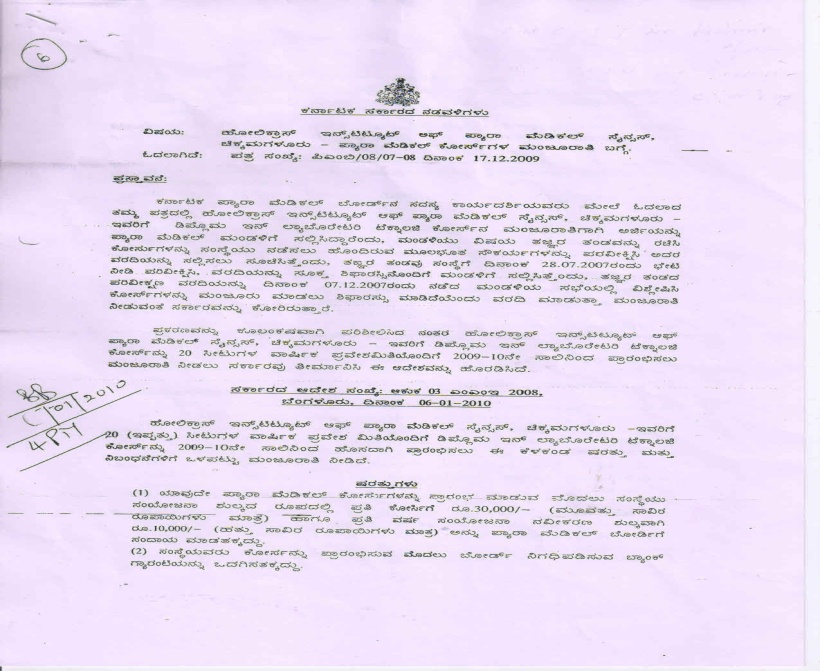 6
ಕರ್ನಾಟಕ ಸರ್ಕಾರದ ನಡವಳಿಗಳು
ವಿಷಯ: ಹೋಲಿಕ್ರಾಸ್ ಇನ್ಸ್‌ಟಿಟ್ಯೂಟ್ ಆಫ್ ಪ್ಯಾರಾ ಮೆಡಿಕಲ್ ಸೈನ್ಸಸ್,
ಚಿಕ್ಕಮಗಳೂರು – ಪ್ಯಾರಾ ಮೆಡಿಕಲ್ ಕೋರ್ಸ್‌ಗಳ ಮಂಜೂರಾತಿ ಬಗ್ಗೆ.
ಓದಲಾಗಿದೆ: ಪತ್ರ ಸಂಖ್ಯೆ: ಪಿಎಂಬಿ/08/07-08 ದಿನಾಂಕ 17.12.2009
ಪ್ರಸ್ತಾವನೆ:
ಕರ್ನಾಟಕ ಪ್ಯಾರಾ ಮೆಡಿಕಲ್ ಬೋರ್ಡ್‌ನ ಸದಸ್ಯ ಕಾರ್ಯದರ್ಶಿಯವರು ಮೇಲೆ ಓದಲಾದ
ತಮ್ಮ ಪತ್ರದಲ್ಲಿ ಹೋಲಿಕ್ರಾಸ್ ಇನ್ಸ್‌ಟಿಟ್ಯೂಟ್ ಆಫ್ ಪ್ಯಾರಾ ಮೆಡಿಕಲ್ ಸೈನ್ಸಸ್, ಚಿಕ್ಕಮಗಳೂರು –
ಇವರಿಗೆ ಡಿಪ್ಲೊಮ ಇನ್ ಲ್ಯಾಬೊರೇಟರಿ ಟೆಕ್ನಾಲಜಿ ಕೋರ್ಸ್‌ನ ಮಂಜೂರಾತಿಗಾಗಿ ಅರ್ಜಿಯನ್ನು
ಪ್ಯಾರಾ ಮೆಡಿಕಲ್ ಮಂಡಳಿಗೆ ಸಲ್ಲಿಸಿದ್ದಾರೆಂದು, ಮಂಡಳಿಯು ವಿಷಯ ತಜ್ಞರ ತಂಡವನ್ನು ರಚಿಸಿ
ಕೋರ್ಸುಗಳನ್ನು ಸಂಸ್ಥೆಯು ನಡೆಸಲು ಹೊಂದಿರುವ ಮೂಲಭೂತ ಸೌಕರ್ಯಗಳನ್ನು ಪರಿವೀಕ್ಷಿಸಿ ಅದರ
ವರದಿಯನ್ನು ಸಲ್ಲಿಸಲು ಸೂಚಿಸಿತ್ತೆಂದು, ತಜ್ಞರ ತಂಡವು ಸಂಸ್ಥೆಗೆ ದಿನಾಂಕ 28.07.2007ರಂದು ಭೇಟಿ
ನೀಡಿ ಪರಿವೀಕ್ಷಿಸಿ, ವರದಿಯನ್ನು ಸೂಕ್ತ ಶಿಫಾರಸ್ಸಿನೊಂದಿಗೆ ಮಂಡಳಿಗೆ ಸಲ್ಲಿಸಿತ್ತೆಂದು, ತಜ್ಞರ ತಂಡದ
ಪರಿವೀಕ್ಷಣ ವರದಿಯನ್ನು ದಿನಾಂಕ 07.12.2007ರಂದು ನಡೆದ ಮಂಡಳಿಯ ಸಭೆಯಲ್ಲಿ ವಿಶ್ಲೇಷಿಸಿ
ಕೋರ್ಸ್‌ಗಳನ್ನು ಮಂಜೂರು ಮಾಡಲು ಶಿಫಾರಸ್ಸು ಮಾಡಿದೆಯೆಂದು ವರದಿ ಮಾಡುತ್ತಾ ಮಂಜೂರಾತಿ
ನೀಡುವಂತೆ ಸರ್ಕಾರವನ್ನು ಕೋರಿರುತ್ತಾರೆ.
ಪ್ರಕರಣವನ್ನು ಕೂಲಂಕಷವಾಗಿ ಪರಿಶೀಲಿಸಿದ ನಂತರ ಹೋಲಿಕ್ರಾಸ್ ಇನ್ಸ್‌ಟಿಟ್ಯೂಟ್ ಆಫ್
ಪ್ಯಾರಾ ಮೆಡಿಕಲ್ ಸೈನ್ಸಸ್, ಚಿಕ್ಕಮಗಳೂರು – ಇವರಿಗೆ ಡಿಪ್ಲೊಮ ಇನ್ ಲ್ಯಾಬೊರೇಟರಿ ಟೆಕ್ನಾಲಜಿ
ಕೋರ್ಸ್‌ನ್ನು 20 ಸೀಟುಗಳ ವಾರ್ಷಿಕ ಪ್ರವೇಶಮಿತಿಯೊಂದಿಗೆ 2009-10ನೇ ಸಾಲಿನಿಂದ ಪ್ರಾರಂಭಿಸಲು
ಮಂಜೂರಾತಿ ನೀಡಲು ಸರ್ಕಾರವು ತೀರ್ಮಾನಿಸಿ ಈ ಆದೇಶವನ್ನು ಹೊರಡಿಸಿದೆ.
ಸರ್ಕಾರದ ಆದೇಶ ಸಂಖ್ಯೆ: ಆಕುಕ 03 ಎಂಎಂಇ 2008,
ಬೆಂಗಳೂರು, ದಿನಾಂಕ 06-01-2010
ಹೋಲಿಕ್ರಾಸ್ ಇನ್ಸ್‌ಟಿಟ್ಯೂಟ್ ಆಫ್ ಪ್ಯಾರಾ ಮೆಡಿಕಲ್ ಸೈನ್ಸಸ್, ಚಿಕ್ಕಮಗಳೂರು –ಇವರಿಗೆ
20 (ಇಪ್ಪತ್ತು) ಸೀಟುಗಳ ವಾರ್ಷಿಕ ಪ್ರವೇಶ ಮಿತಿಯೊಂದಿಗೆ ಡಿಪ್ಲೊಮ ಇನ್ ಲ್ಯಾಬೊರೇಟರಿ ಟೆಕ್ನಾಲಜಿ
ಕೋರ್ಸ್‌ನ್ನು 2009-10ನೇ ಸಾಲಿನಿಂದ ಹೊಸದಾಗಿ ಪ್ರಾರಂಭಿಸಲು ಈ ಕೆಳಕಂಡ ಷರತ್ತು ಮತ್ತು
ನಿಬಂಧನೆಗಳಿಗೆ ಒಳಪಟ್ಟು ಮಂಜೂರಾತಿ ನೀಡಿದೆ.
ಷರತ್ತುಗಳು
(1) ಯಾವುದೇ ಪ್ಯಾರಾ ಮೆಡಿಕಲ್ ಕೋರ್ಸುಗಳನ್ನು ಪ್ರಾರಂಭ ಮಾಡುವ ಮೊದಲು ಸಂಸ್ಥೆಯು
ಸಂಯೋಜನಾ ಶುಲ್ಕದ ರೂಪದಲ್ಲಿ ಪ್ರತಿ ಕೋರ್ಸಿಗೆ ರೂ.30,000/– (ಮೂವತ್ತು ಸಾವಿರ
ರೂಪಾಯಿಗಳು ಮಾತ್ರ) ಹಾಗೂ ಪ್ರತಿ ವರ್ಷ ಸಂಯೋಜನಾ ನವೀಕರಣ ಶುಲ್ಕವಾಗಿ
ರೂ.10,000/– (ಹತ್ತು ಸಾವಿರ ರೂಪಾಯಿಗಳು ಮಾತ್ರ) ಅನ್ನು ಪ್ಯಾರಾ ಮೆಡಿಕಲ್ ಬೋರ್ಡಿಗೆ
ಸಂದಾಯ ಮಾಡತಕ್ಕದ್ದು.
(2) ಸಂಸ್ಥೆಯವರು ಕೋರ್ಸನ್ನು ಪ್ರಾರಂಭಿಸುವ ಮೊದಲು ಬೋರ್ಡ್ ನಿಗಧಿಪಡಿಸುವ ಬ್ಯಾಂಕ್
ಗ್ಯಾರಂಟಿಯನ್ನು ಒದಗಿಸತಕ್ಕದ್ದು.